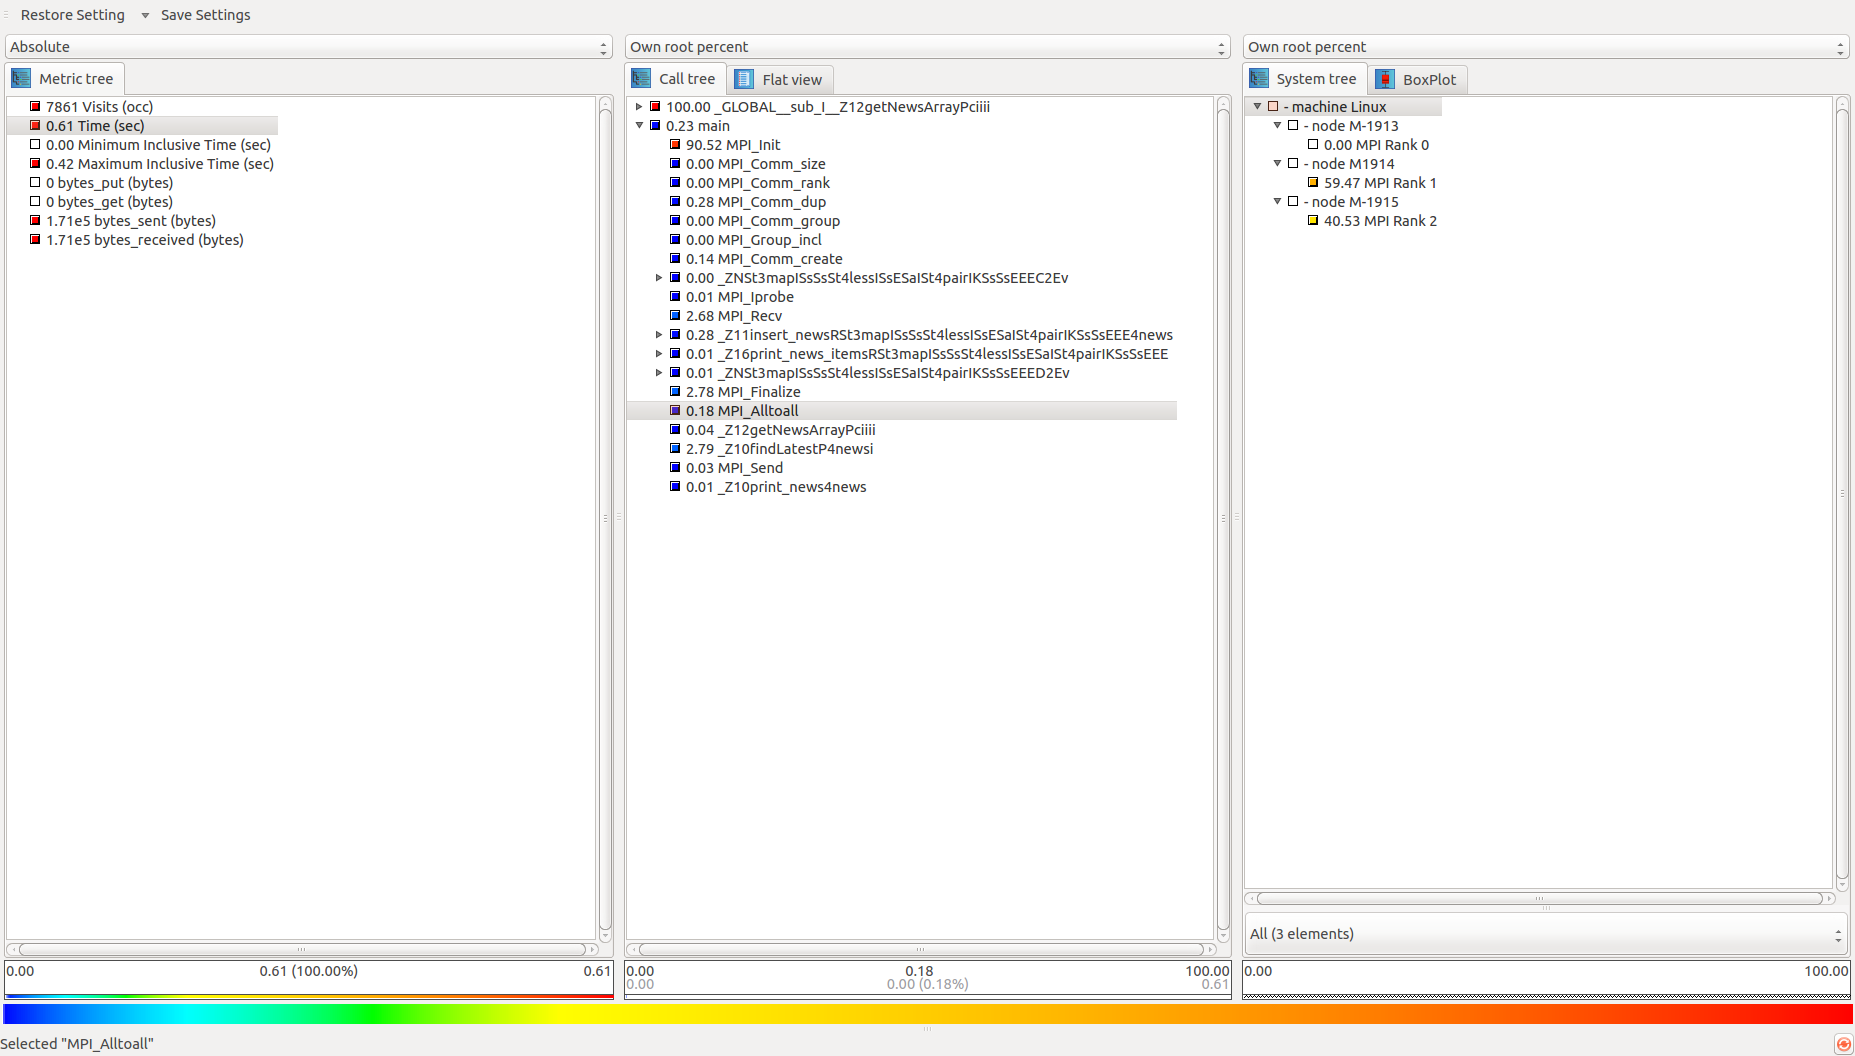 Restore Setting Save Settings
Absolute
Own root percent
Own root percent
Metric tree
Call tree Flat view
System tree BoxPlot
7861 Visits (occ)
0.61 Time (sec)
0.00 Minimum Inclusive Time (sec)
0.42 Maximum Inclusive Time (sec)
0 bytes_put (bytes)
0 bytes_get (bytes)
1.71e5 bytes_sent (bytes)
1.71e5 bytes_received (bytes)
100.00 _GLOBAL__sub_I__Z12getNewsArrayPciiii
0.23 main
90.52 MPI_Init
0.00 MPI_Comm_size
0.00 MPI_Comm_rank
0.28 MPI_Comm_dup
0.00 MPI_Comm_group
0.00 MPI_Group_incl
0.14 MPI_Comm_create
0.00 _ZNSt3mapISsSsSt4lessISsESaISt4pairIKSsSsEEEC2Ev
0.01 MPI_Iprobe
2.68 MPI_Recv
0.28 _Z11insert_newsRSt3mapISsSsSt4lessISsESaISt4pairIKSsSsEEE4news
0.01 _Z16print_news_itemsRSt3mapISsSsSt4lessISsESaISt4pairIKSsSsEEE
0.01 _ZNSt3mapISsSsSt4lessISsESaISt4pairIKSsSsEEED2Ev
2.78 MPI_Finalize
0.18 MPI_Alltoall
0.04 _Z12getNewsArrayPciiii
2.79 _Z10findLatestP4newsi
0.03 MPI_Send
0.01 _Z10print_news4news
- machine Linux
- node M-1913
0.00 MPI Rank 0
- node M1914
59.47 MPI Rank 1
- node M-1915
40.53 MPI Rank 2
All (3 elements)
0.00 0.61 (100.00%) 0.61
0.00 0.18 100.00
0.00 0.00 (0.18%) 0.61
0.00 100.00
Selected "MPI_Alltoall"